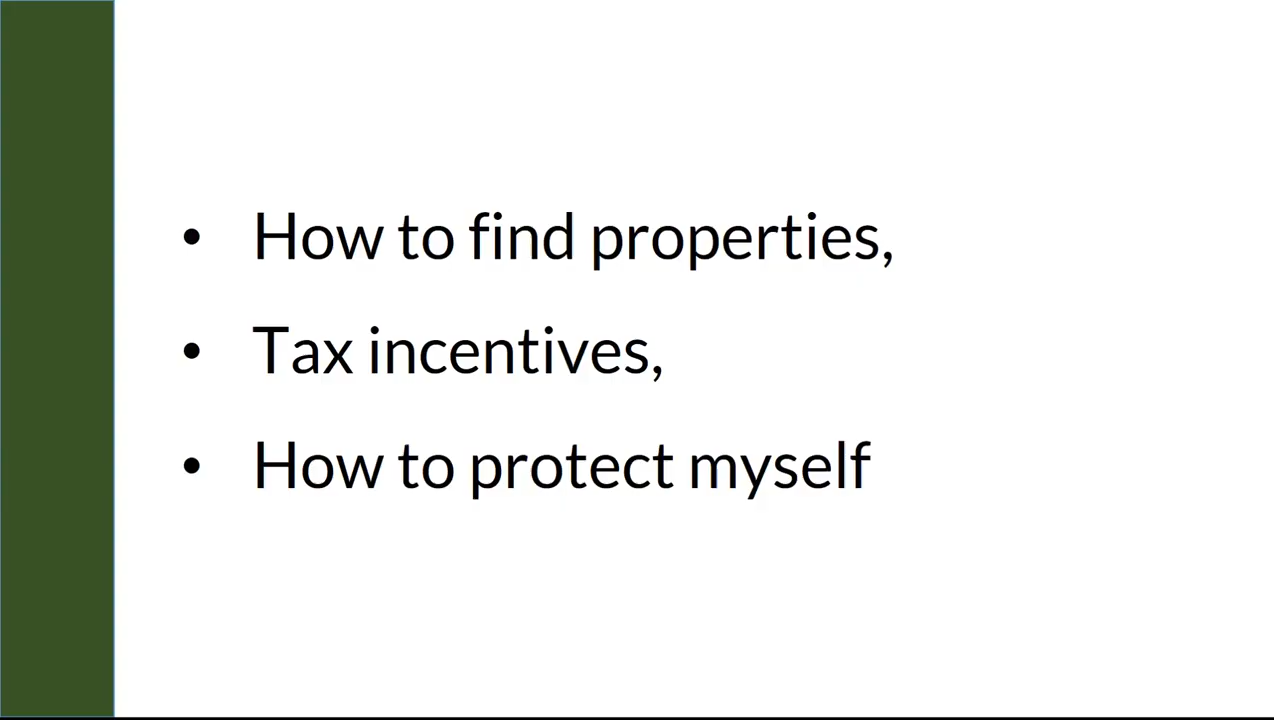 • How to find properties,
• Tax incentives,
• How to protect myself